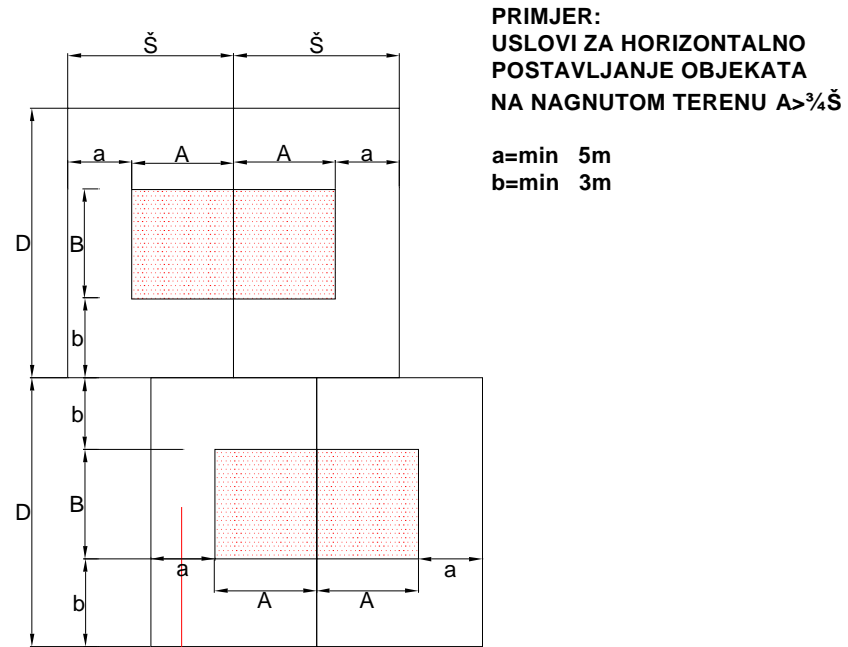 PRIMJER:
USLOVI ZA HORIZONTALNO
POSTAVLJANJE OBJEKATA
NA NAGNUTOM TERENU A>¾Š
a=min 5m
b=min 3m
Š Š
a A A a
B
D
b
b
B
D
a a
A A
b